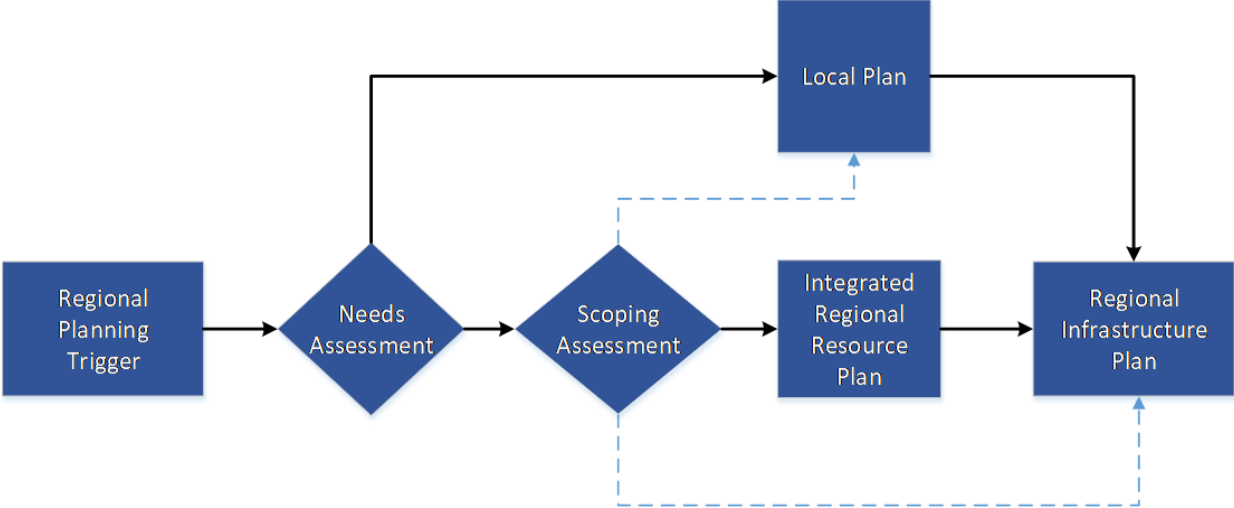 Local Plan
Regional
Planning
Trigger
Needs
Assessment
Scoping
Assessment
Integrated
Regional
Resource
Plan
Regional
Infrastructure
Plan